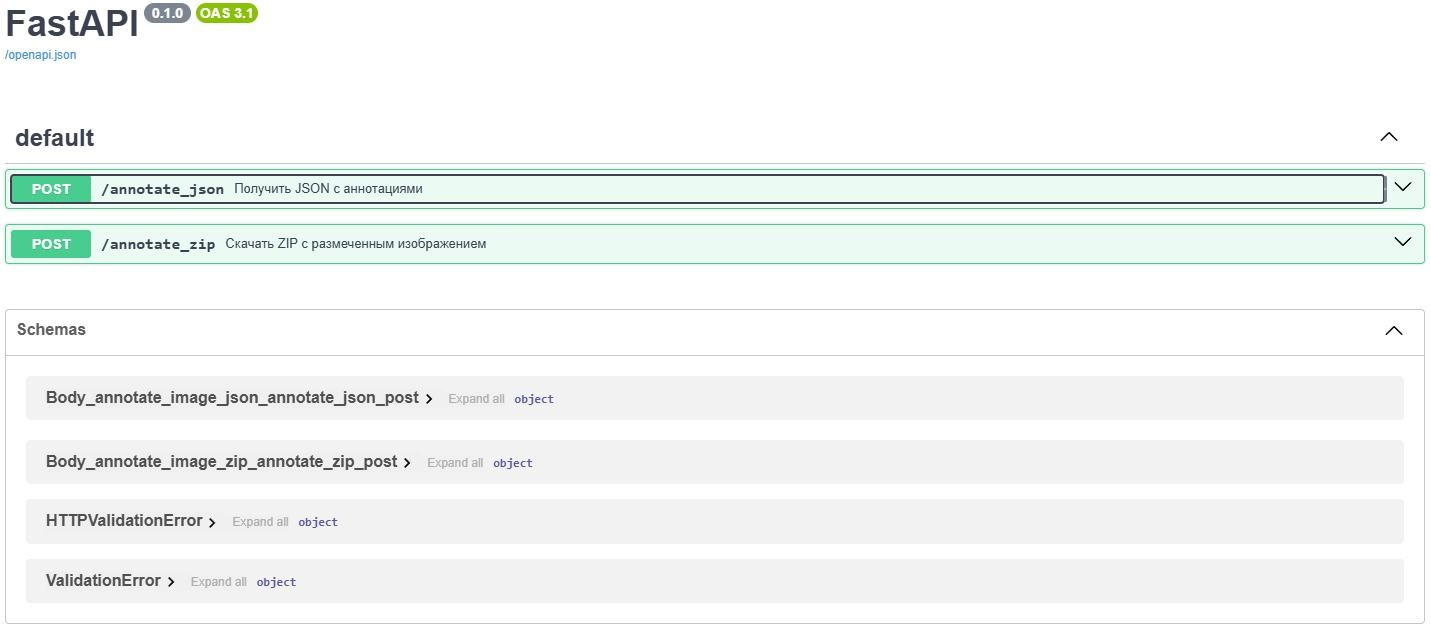 FastAPI 0.1.0 OAS 3.1
/openapi.json
default
POST /annotate_json Получить JSON с аннотациями
POST /annotate_zip Скачать ZIP с размеченным изображением
Schemas
Body_annotate_image_json_annotate_json_post Expand all object
Body_annotate_image_zip_annotate_zip_post Expand all object
HTTPValidationError Expand all object
ValidationError Expand all object